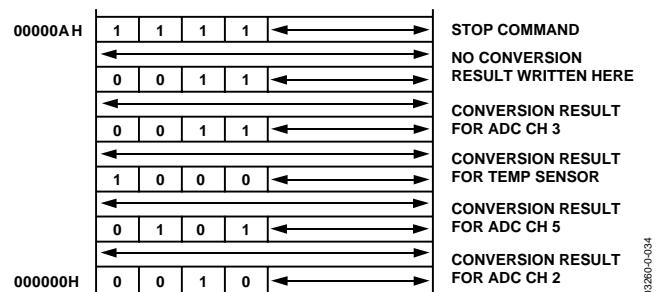 00000AH 1 1 1 1 STOP COMMAND
NO CONVERSION
0 0 1 1 RESULT WRITTEN HERE
CONVERSION RESULT
0 0 1 1 FOR ADC CH 3
CONVERSION RESULT
1 0 0 0 FOR TEMP SENSOR
CONVERSION RESULT
0 1 0 1 FOR ADC CH 5
CONVERSION RESULT
000000H 0 0 1 0 FOR ADC CH 2
03260-0-034